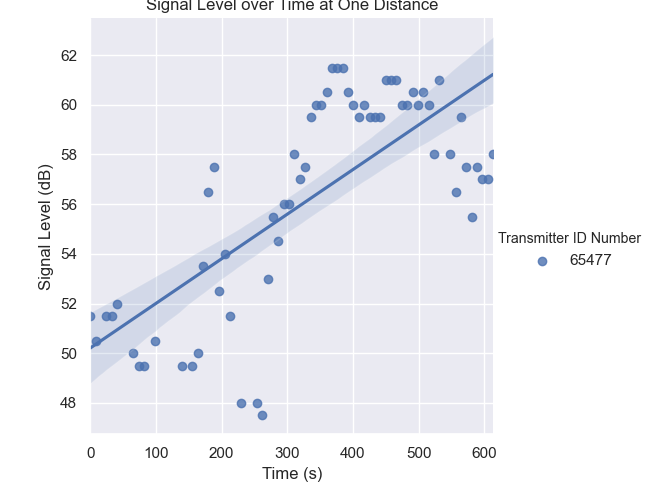 Signal Level over Time at One Distance
62
60
58
56
54
52
50
48
Signal Level (dB)
0 100 200 300 400 500 600
Time (s)
Transmitter ID Number
65477